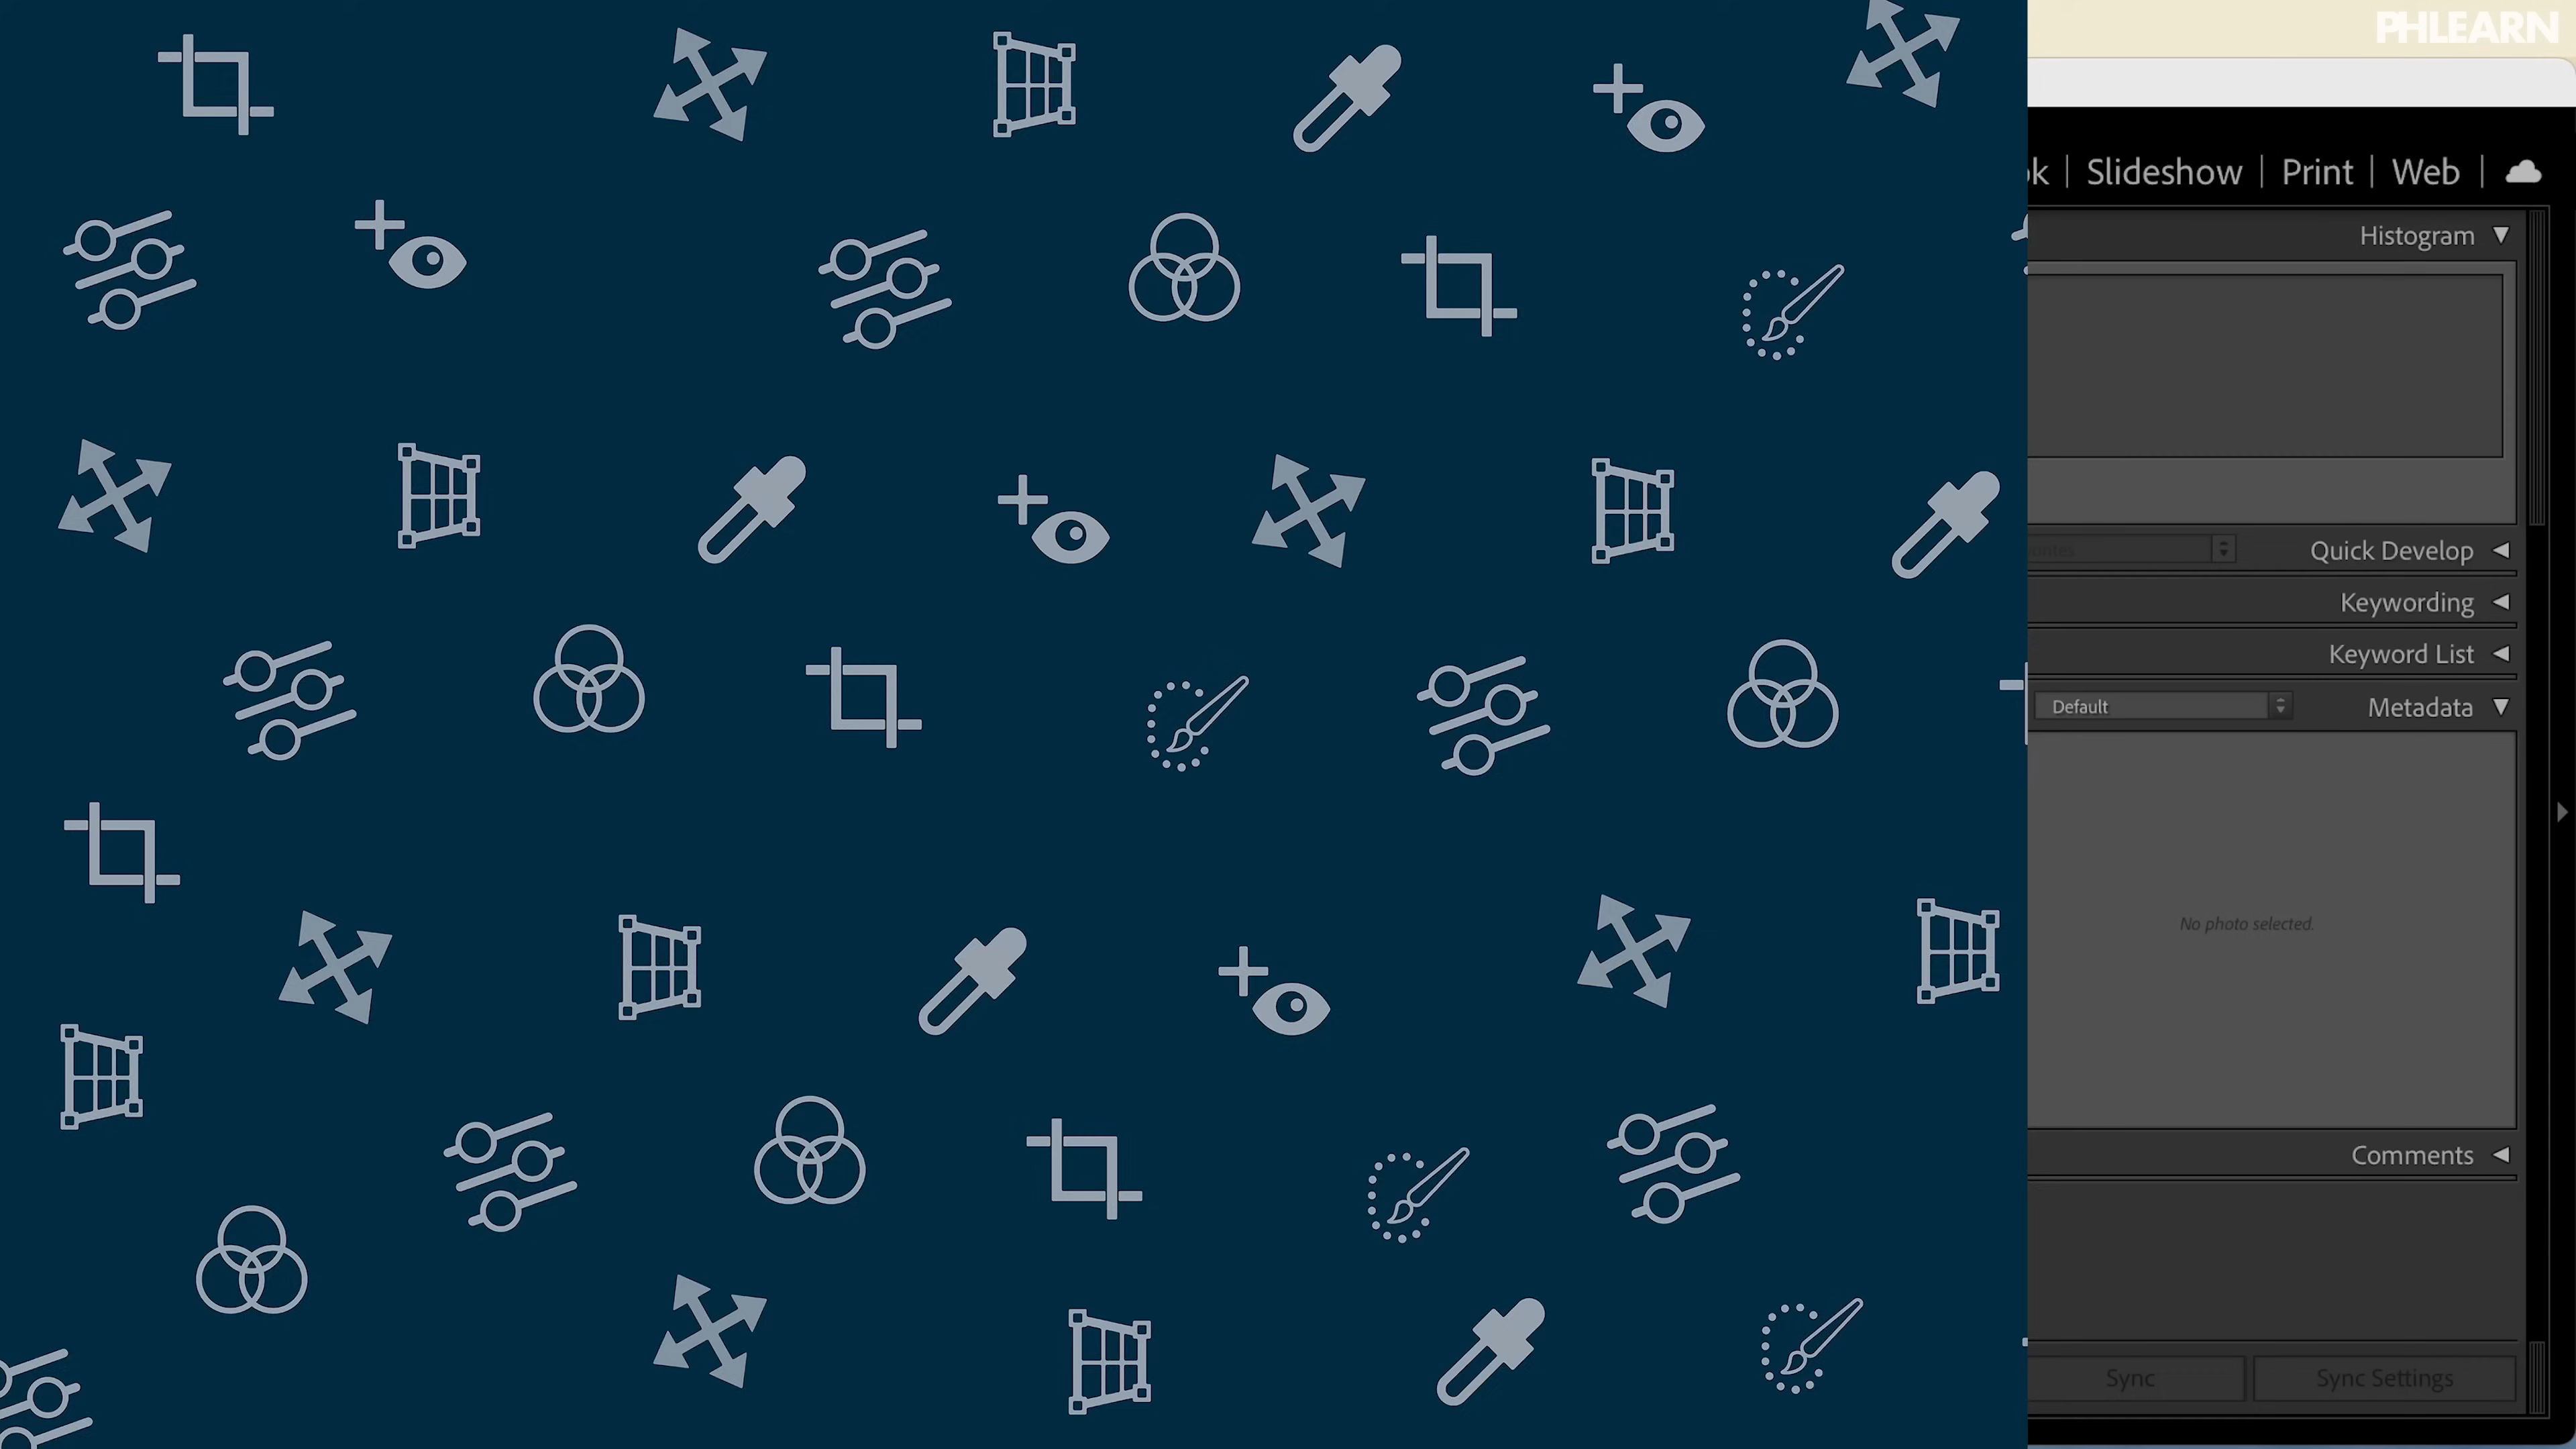 PHLEARN
k | Slideshow | Print | Web |
Histogram
Quick Develop
Keywording
Keyword List
Default
Metadata
No photo selected.
Comments
Sync
Sync Settings